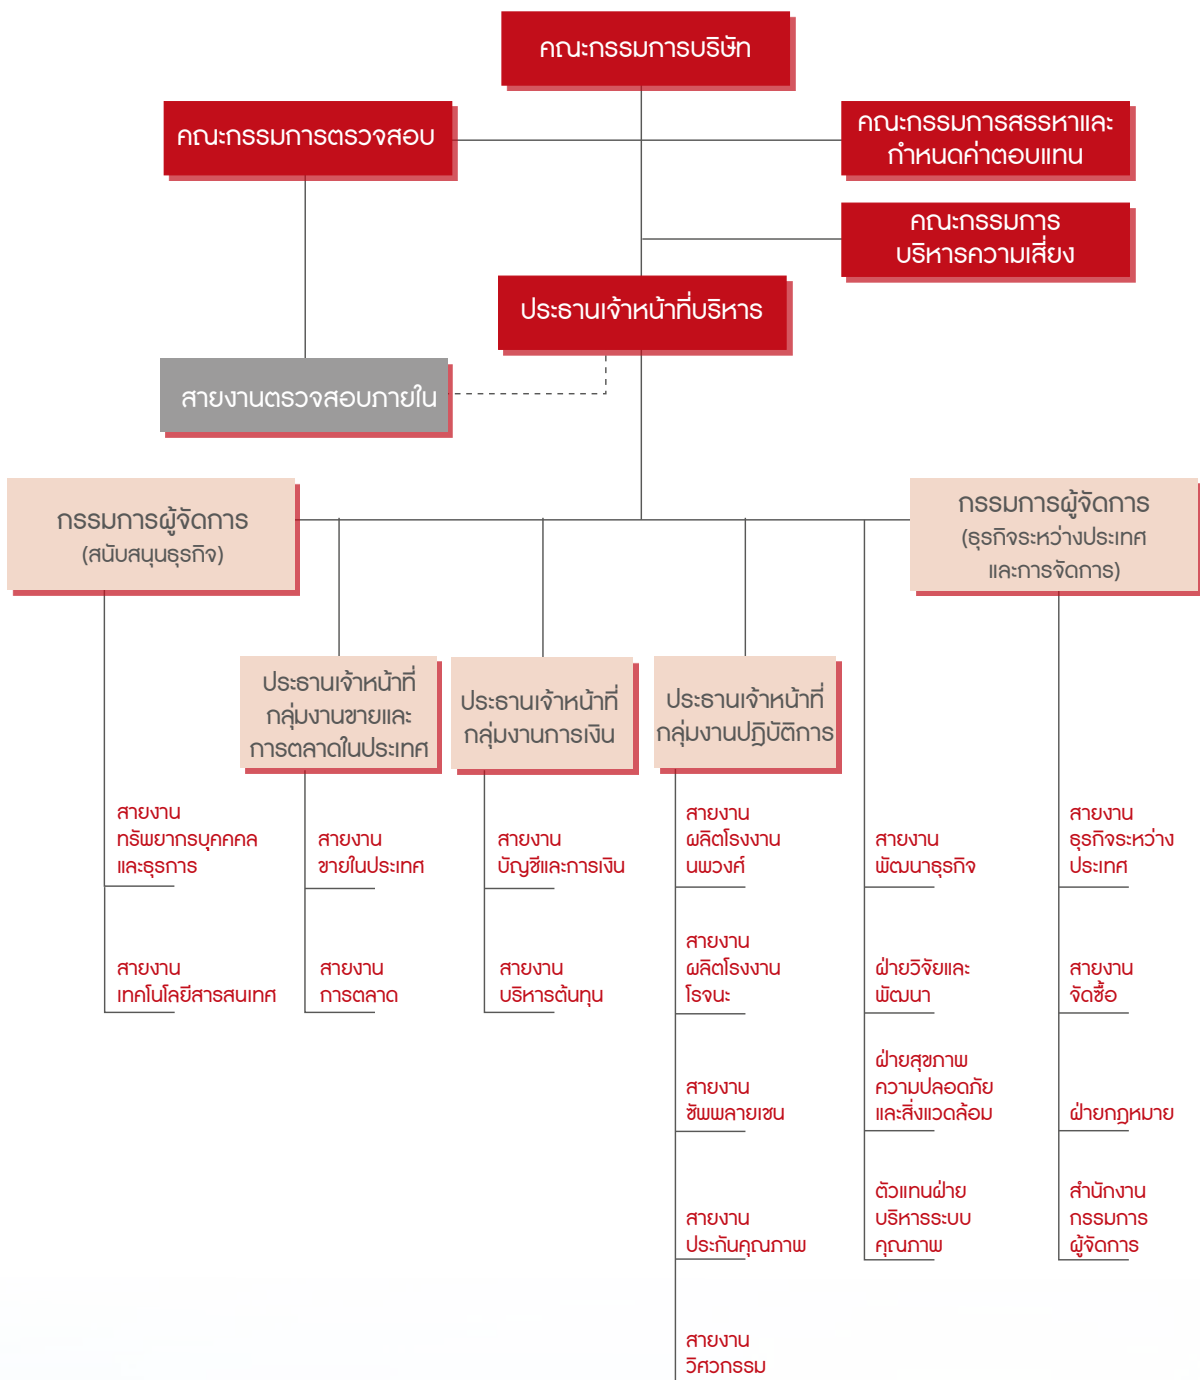 คณะกรรมการบริษัท
คณะกรรมการตรวจสอบ
คณะกรรมการสรรหาและ
กำหนดค่าตอบแทน
คณะกรรมการ
บริหารความเสี่ยง
ประธานเจ้าหน้าที่บริหาร
สายงานตรวจสอบภายใน
กรรมการผู้จัดการ
(สนับสนุนธุรกิจ)
กรรมการผู้จัดการ
(ธุรกิจระหว่างประเทศ
และการจัดการ)
ประธานเจ้าหน้าที่
กลุ่มงานขายและ
การตลาดในประเทศ
ประธานเจ้าหน้าที่
กลุ่มงานการเงิน
ประธานเจ้าหน้าที่
กลุ่มงานปฏิบัติการ
สายงาน
ทรัพยากรบุคคล
และธุรการ
สายงาน
เทคโนโลยีสารสนเทศ
สายงาน
ขายในประเทศ
สายงาน
การตลาด
สายงาน
บัญชีและการเงิน
สายงาน
บริหารต้นทุน
สายงาน
ผลิตโรงงาน
นพวงศ์
สายงาน
ผลิตโรงงาน
โรจนะ
สายงาน
ซัพพลายเชน
สายงาน
ประกันคุณภาพ
สายงาน
วิศวกรรม
สายงาน
พัฒนาธุรกิจ
ฝ่ายวิจัยและ
พัฒนา
ฝ่ายสุขภาพ
ความปลอดภัย
และสิ่งแวดล้อม
ตัวแทนฝ่าย
บริหารระบบ
คุณภาพ
สายงาน
ธุรกิจระหว่าง
ประเทศ
สายงาน
จัดซื้อ
ฝ่ายกฎหมาย
สำนักงาน
กรรมการ
ผู้จัดการ